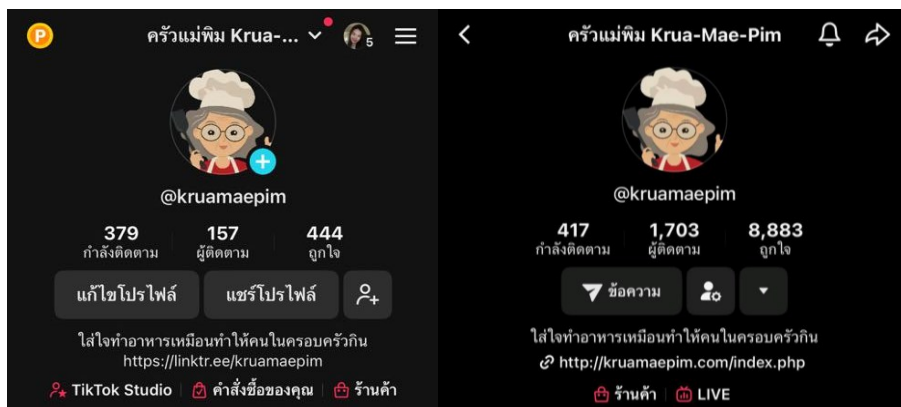 P
ครัวแม่พิม Krua-...
5
@kruamaepim
379 157 444
กำลังติดตาม ผู้ติดตาม ถูกใจ
แก้ไขโปรไฟล์ แชร์โปรไฟล์
ใส่ใจทำอาหารเหมือนทำให้คนในครอบครัวกิน
https://linktr.ee/kruamaepim
TikTok Studio คำสั่งซื้อของคุณ ร้านค้า
ครัวแม่พิม Krua-Mae-Pim
@kruamaepim
417 1,703 8,883
กำลังติดตาม ผู้ติดตาม ถูกใจ
ข้อความ
ใส่ใจทำอาหารเหมือนทำให้คนในครอบครัวกิน
http://kruamaepim.com/index.php
ร้านค้า LIVE